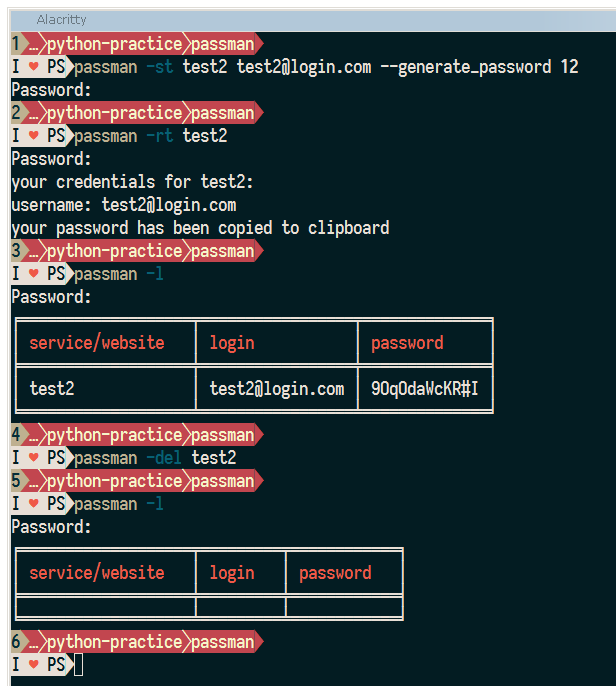 Alacritty
1 … python-practice passman
I ♥ PS passman -st test2 test2@login.com --generate_password 12
Password:
2 … python-practice passman
I ♥ PS passman -rt test2
Password:
your credentials for test2:
username: test2@login.com
your password has been copied to clipboard
3 … python-practice passman
I ♥ PS passman -l
Password:
service/website login password
test2 test2@login.com 9OqOdaWcKR#I
4 … python-practice passman
I ♥ PS passman -del test2
5 … python-practice passman
I ♥ PS passman -l
Password:
service/website login password
6 … python-practice passman
I ♥ PS